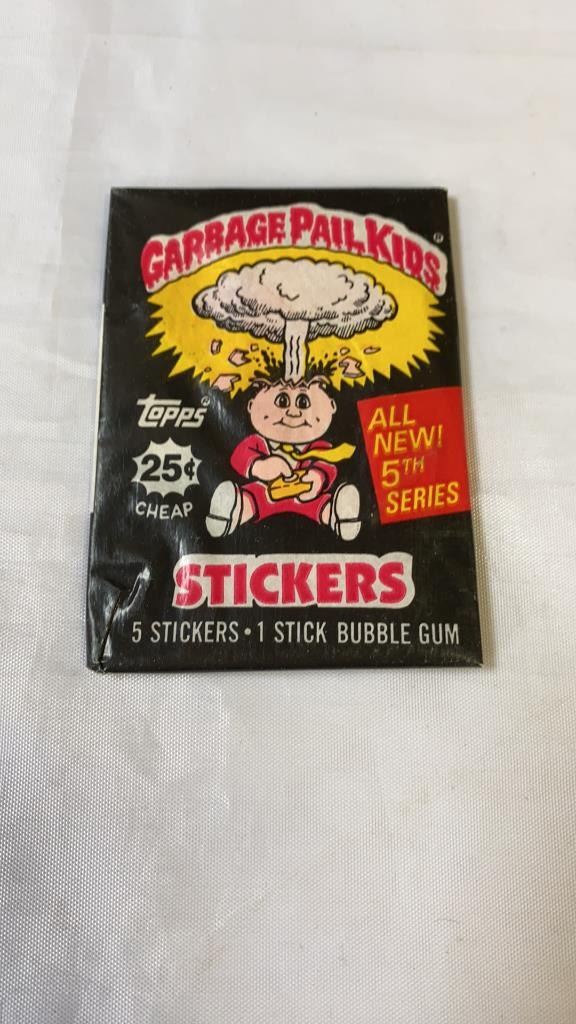 GARBAGE PAIL KIDS ®
TOPPS®
25¢
CHEAP
ALL
NEW!
5TH
SERIES
STICKERS
5 STICKERS • 1 STICK BUBBLE GUM